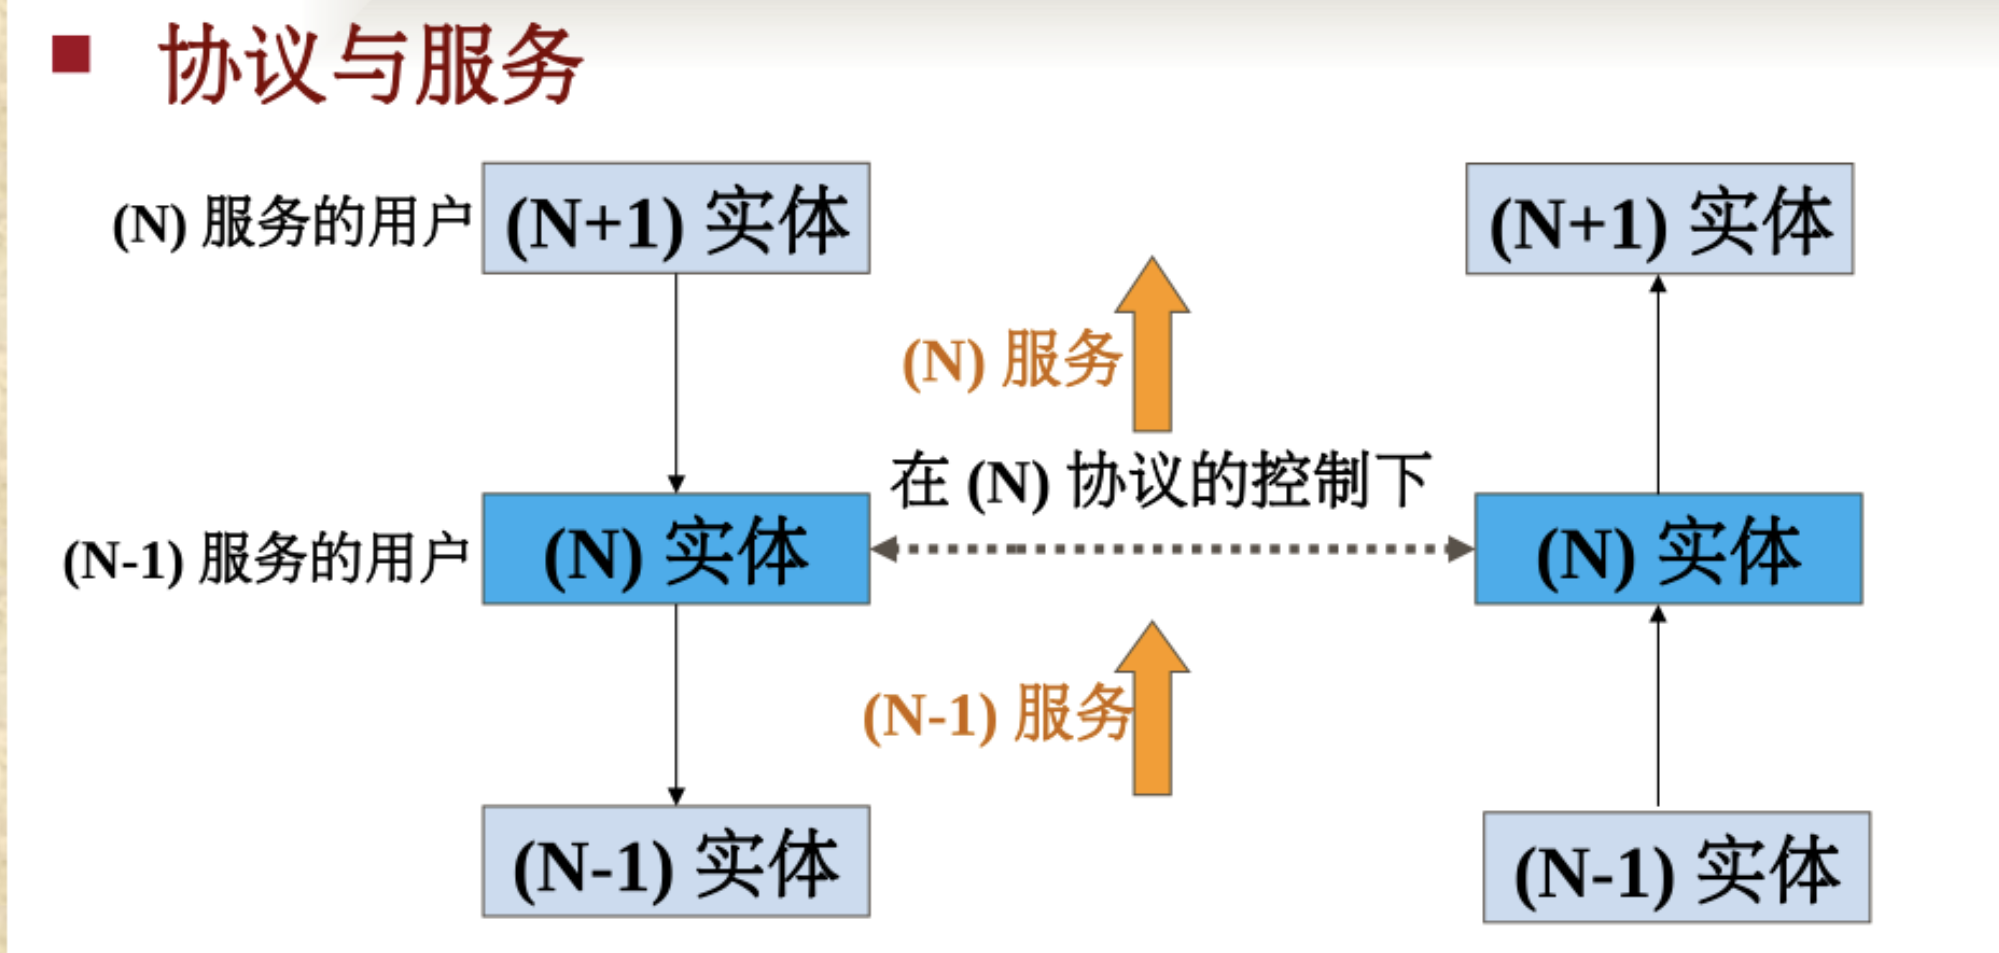 协议与服务
(N) 服务的用户
(N+1) 实体
(N+1) 实体
(N) 服务
在 (N) 协议的控制下
(N-1) 服务的用户
(N) 实体
(N) 实体
(N-1) 服务
(N-1) 实体
(N-1) 实体